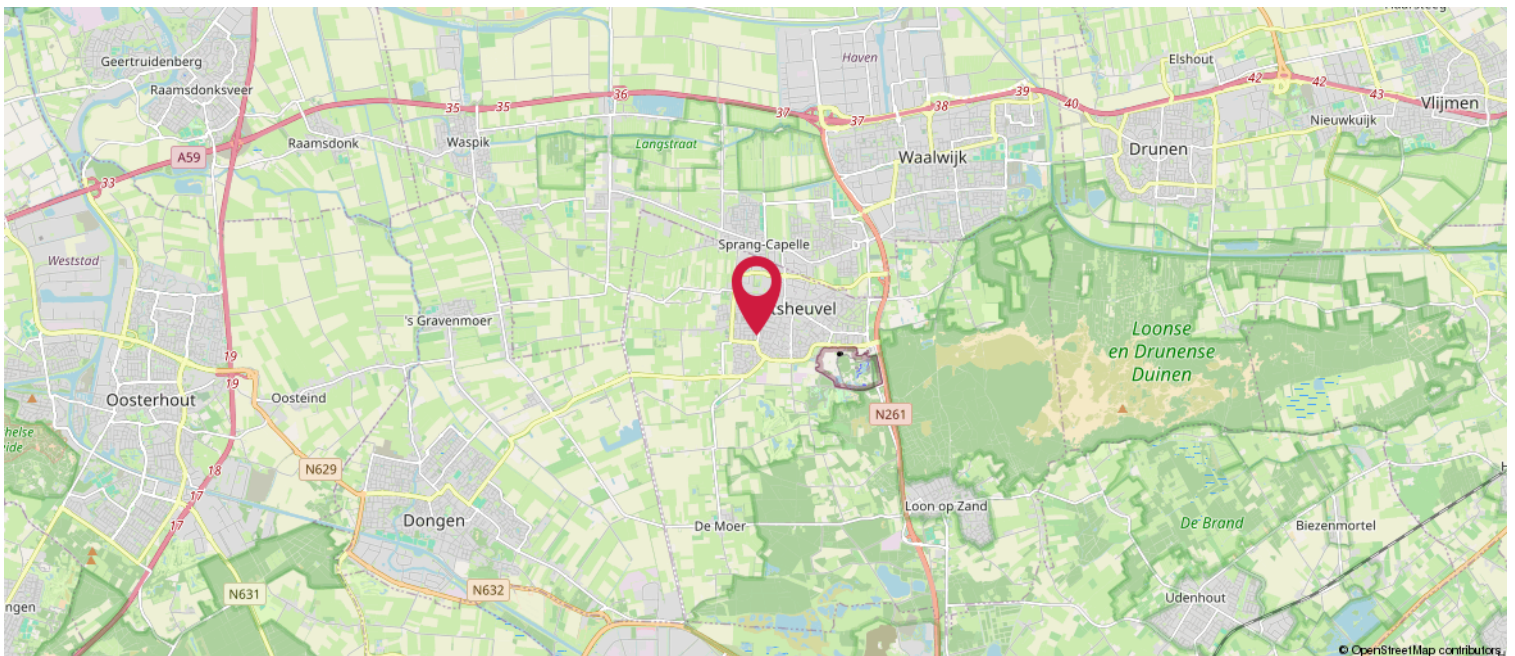 Geertruidenberg
Raamsdonksveer
Haven
Elshout
42
42
43
Vlijmen
35
35
36
37
37
38
39
40
Nieuwkuijk
A59
33
Raamsdonk
Waspik
Langstraat
Waalwijk
Drunen
Weststad
Sprang-Capelle
tsheuvel
's Gravenmoer
Loonse
en Drunense
Duinen
19
19
Oosterhout
Oosteind
N261
18
N629
17
17
Dongen
De Moer
Loon op Zand
De Brand
Biezenmortel
N631
N632
Udenhout
ngen
© OpenStreetMap contributors